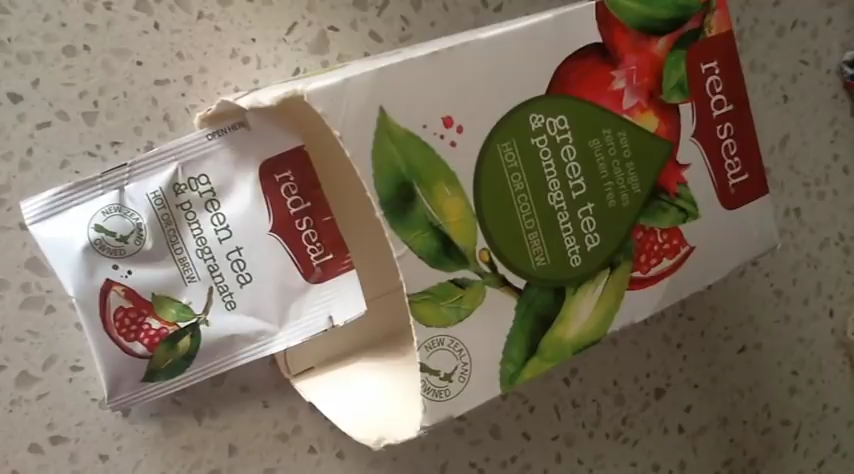 OPEN HERE
red seal
green tea
& pomegranate
HOT OR COLD BREW
NEW ZEALAND
OWNED
red seal
zero sugar
zero calories
gluten free
green tea
& pomegranate
HOT OR COLD BREW
NEW ZEALAND
OWNED